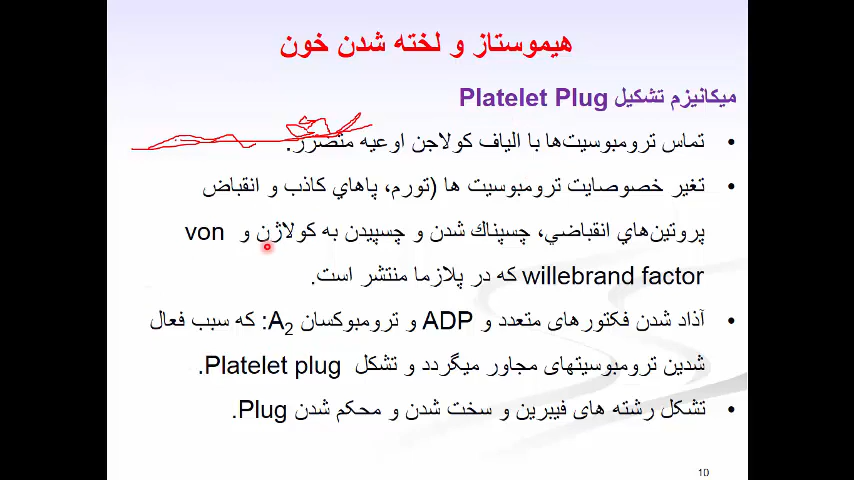 هیموستاز و لخته شدن خون
میکانیزم تشکیل Platelet Plug
• تماس ترومبوسیت‌ها با الیاف کولاجن اوعیه متضرر.
• تغیر خصوصایت ترومبوسیت ها (تورم، پاهاي كاذب و انقباض
پروتین‌هاي انقباضي، چسپناك شدن و چسپیدن به كولاژن و von
willebrand factor که در پلازما منتشر است.
• آذاد شدن فکتورهای متعدد و ADP و ترومبوکسان A2: که سبب فعال
شدین ترومبوسیتهای مجاور میگردد و تشکل Platelet plug.
• تشکل رشته های فیبرین و سخت شدن و محکم شدن Plug.
10